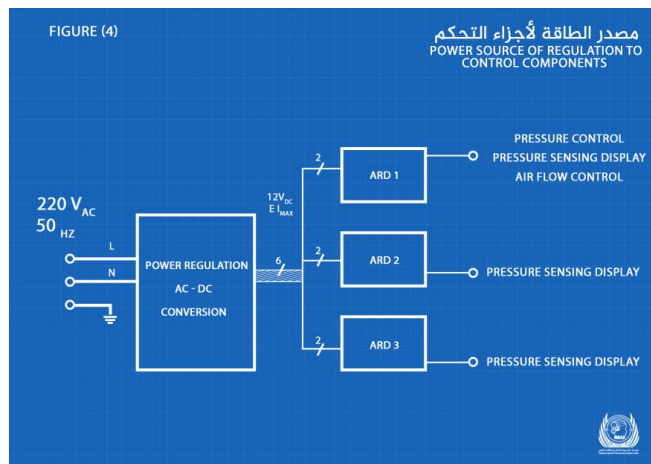 FIGURE (4)
مصدر الطاقة لأجزاء التحكم
POWER SOURCE OF REGULATION TO
CONTROL COMPONENTS
220 V AC
50 HZ
L
N
POWER REGULATION
AC - DC
CONVERSION
12V DC
E I MAX
6
2
ARD 1
PRESSURE CONTROL
PRESSURE SENSING DISPLAY
AIR FLOW CONTROL
2
ARD 2
PRESSURE SENSING DISPLAY
2
ARD 3
PRESSURE SENSING DISPLAY